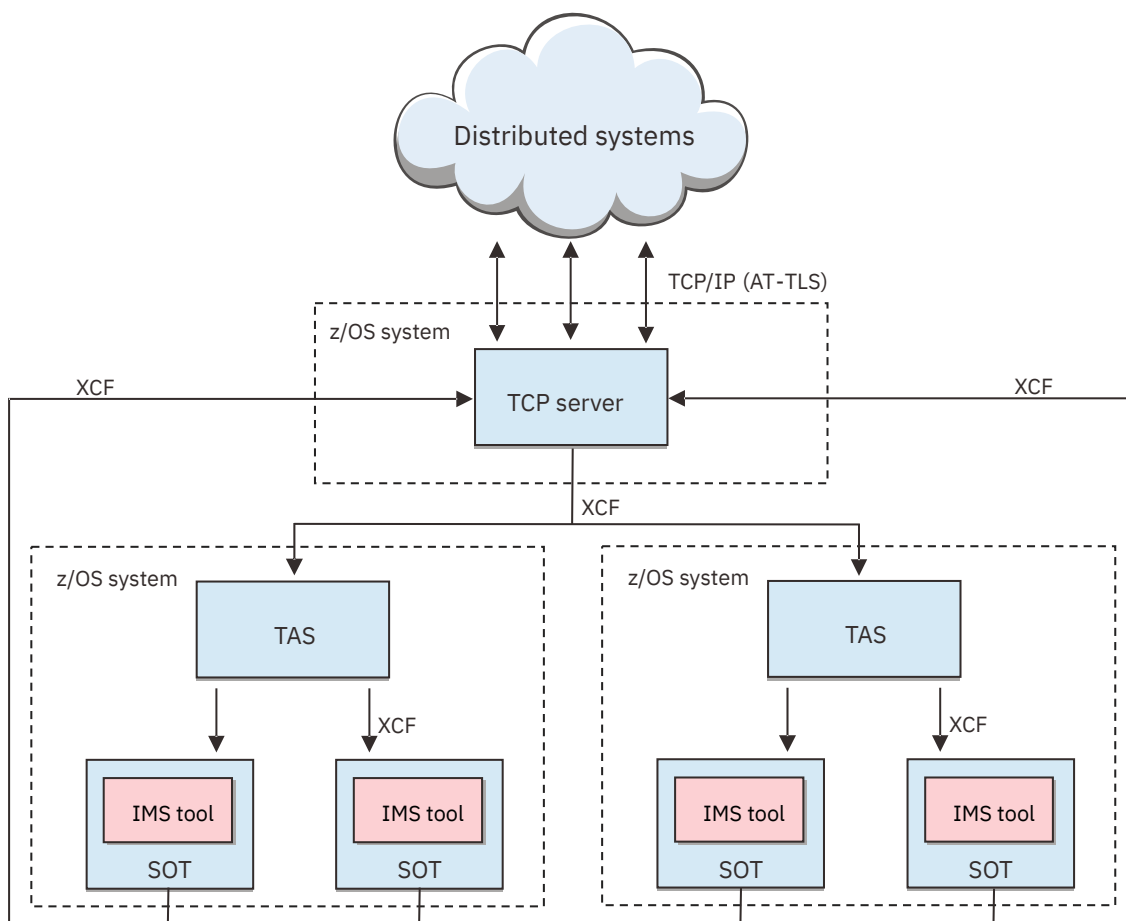 Distributed systems
TCP/IP (AT-TLS)
z/OS system
XCF
TCP server
XCF
XCF
z/OS system
z/OS system
TAS
TAS
XCF
XCF
IMS tool
IMS tool
IMS tool
IMS tool
SOT
SOT
SOT
SOT